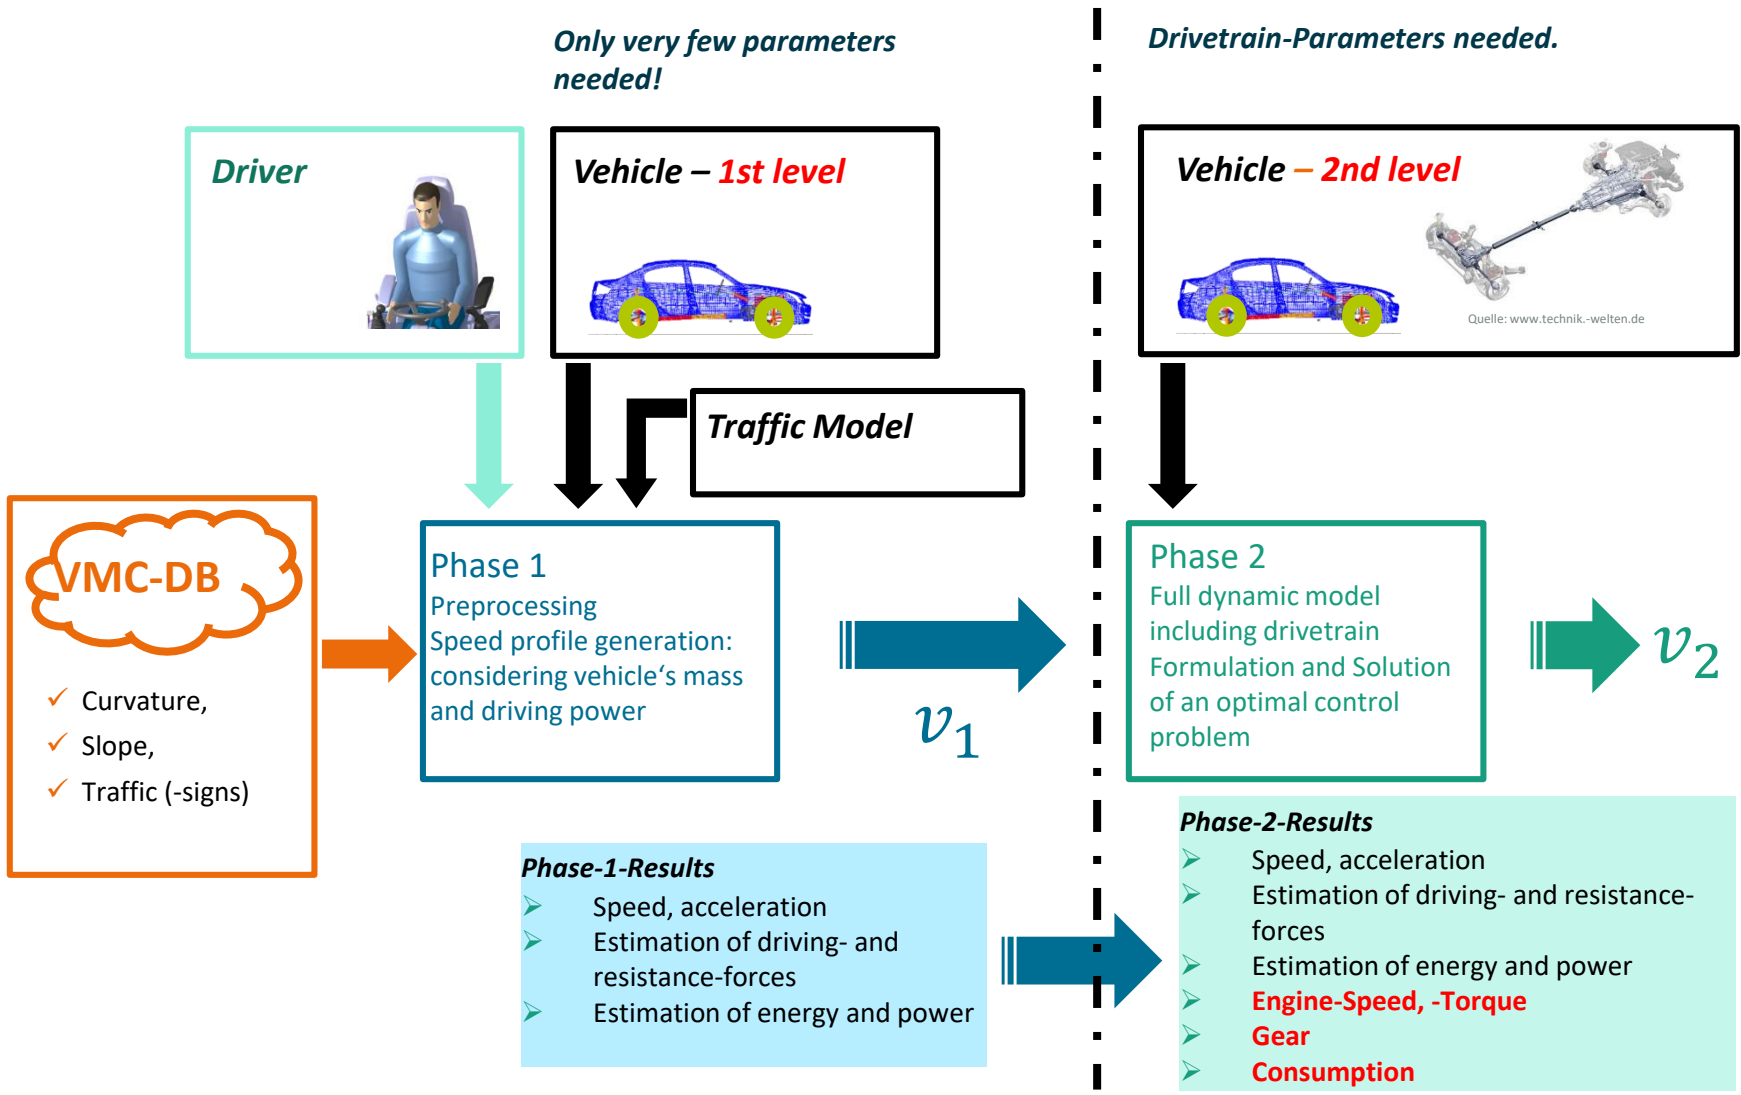 Only very few parameters
needed!
Drivetrain-Parameters needed.
Driver
Vehicle – 1st level
Vehicle – 2nd level
Quelle: www.technik.-welten.de
Traffic Model
VMC-DB
✓ Curvature,
✓ Slope,
✓ Traffic (-signs)
Phase 1
Preprocessing
Speed profile generation:
considering vehicle‘s mass
and driving power
v₁
Phase 2
Full dynamic model
including drivetrain
Formulation and Solution
of an optimal control
problem
v₂
Phase-1-Results
➢ Speed, acceleration
➢ Estimation of driving- and
resistance-forces
➢ Estimation of energy and power
Phase-2-Results
➢ Speed, acceleration
➢ Estimation of driving- and resistance-
forces
➢ Estimation of energy and power
➢ Engine-Speed, -Torque
➢ Gear
➢ Consumption